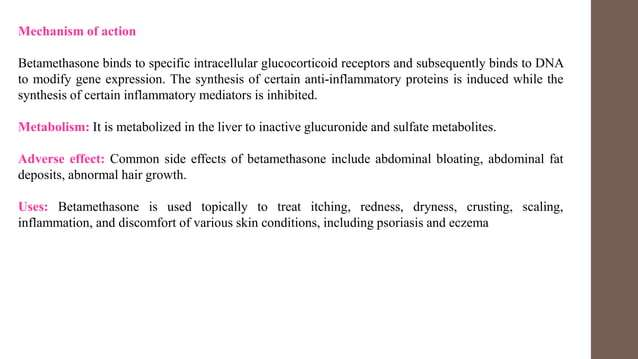 Mechanism of action
Betamethasone binds to specific intracellular glucocorticoid receptors and subsequently binds to DNA
to modify gene expression. The synthesis of certain anti-inflammatory proteins is induced while the
synthesis of certain inflammatory mediators is inhibited.
Metabolism: It is metabolized in the liver to inactive glucuronide and sulfate metabolites.
Adverse effect: Common side effects of betamethasone include abdominal bloating, abdominal fat
deposits, abnormal hair growth.
Uses: Betamethasone is used topically to treat itching, redness, dryness, crusting, scaling,
inflammation, and discomfort of various skin conditions, including psoriasis and eczema